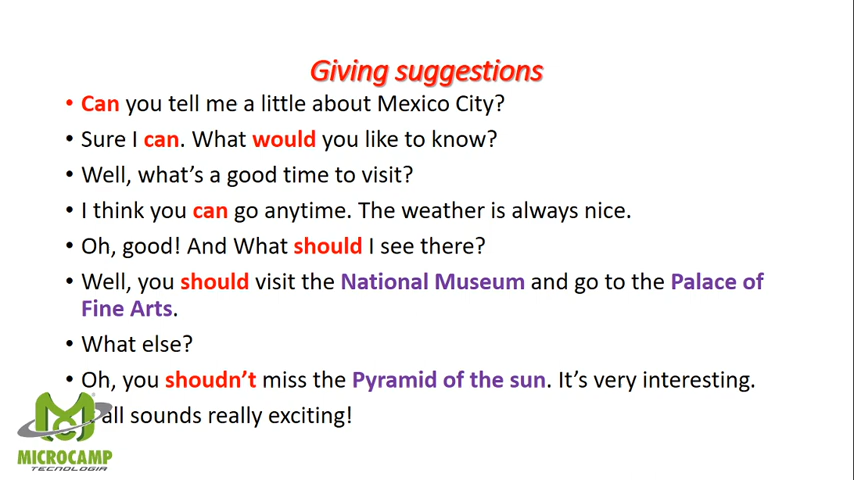 Giving suggestions
• Can you tell me a little about Mexico City?
• Sure I can. What would you like to know?
• Well, what's a good time to visit?
• I think you can go anytime. The weather is always nice.
• Oh, good! And What should I see there?
• Well, you should visit the National Museum and go to the Palace of
Fine Arts.
• What else?
• Oh, you shoudn't miss the Pyramid of the sun. It's very interesting.
all sounds really exciting!
MICROCAMP
TECNOLOGIA